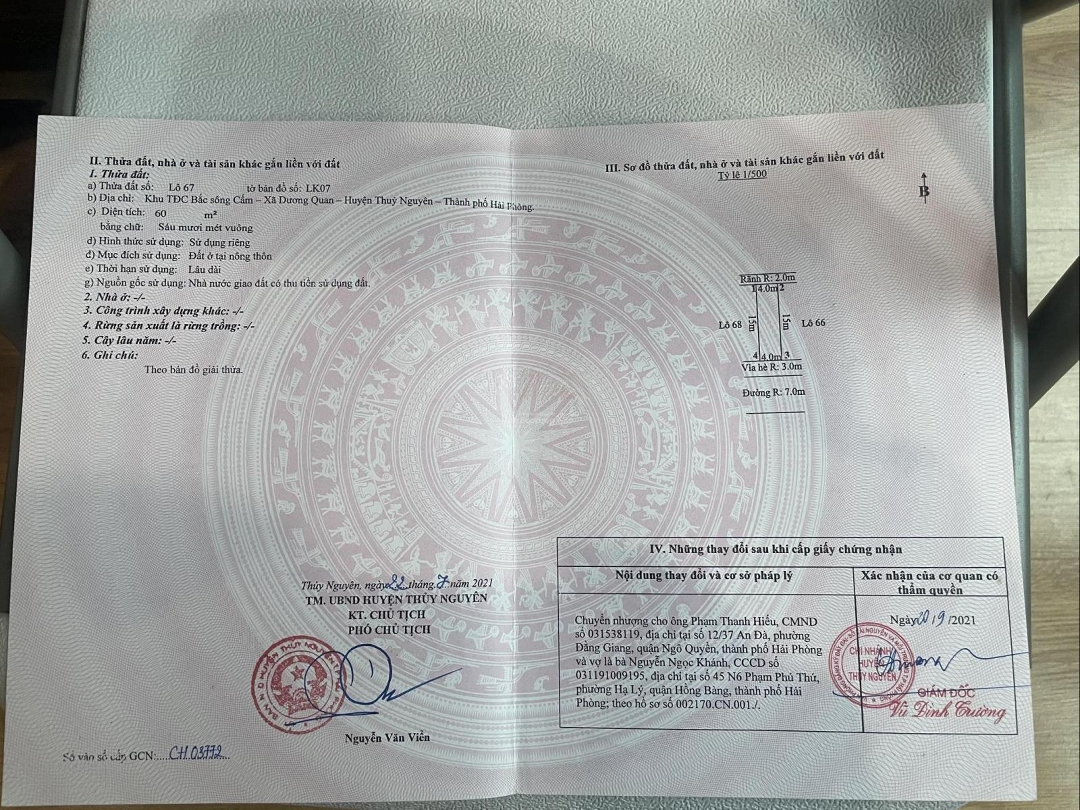 II. Thửa đất, nhà ở và tài sản khác gắn liền với đất
1. Thửa đất:
a) Thửa đất số: Lô 67 tờ bản đồ số: LK07
b) Địa chỉ: Khu TĐC Bắc sông Cấm – Xã Dương Quan – Huyện Thuỷ Nguyên – Thành phố Hải Phòng.
c) Diện tích: 60 m²
bằng chữ: Sáu mươi mét vuông
d) Hình thức sử dụng: Sử dụng riêng
đ) Mục đích sử dụng: Đất ở tại nông thôn
e) Thời hạn sử dụng: Lâu dài
g) Nguồn gốc sử dụng: Nhà nước giao đất có thu tiền sử dụng đất.
2. Nhà ở: -/-
3. Công trình xây dựng khác: -/-
4. Rừng sản xuất là rừng trồng: -/-
5. Cây lâu năm: -/-
6. Ghi chú:
Theo bản đồ giải thửa.
Thủy Nguyên, ngày 22 tháng 7 năm 2021
TM. UBND HUYỆN THỦY NGUYÊN
KT. CHỦ TỊCH
PHÓ CHỦ TỊCH
Nguyễn Văn Viển
Số vào sổ cấp GCN:....CH.03772...
III. Sơ đồ thửa đất, nhà ở và tài sản khác gắn liền với đất
Tỷ lệ 1/500
B
Rãnh R: 2.0m
1 4.0m 2
Lô 68 15m 15m Lô 66
4 4.0m 3
Vỉa hè R: 3.0m
Đường R: 7.0m
IV. Những thay đổi sau khi cấp giấy chứng nhận
Nội dung thay đổi và cơ sở pháp lý
Xác nhận của cơ quan có
thẩm quyền
Chuyển nhượng cho ông Phạm Thanh Hiếu, CMND
số 031538119, địa chỉ tại số 12/37 An Đà, phường
Đằng Giang, quận Ngô Quyền, thành phố Hải Phòng
và vợ là bà Nguyễn Ngọc Khánh, CCCD số
031191009195, địa chỉ tại số 45 N6 Phạm Phú Thứ,
phường Hạ Lý, quận Hồng Bàng, thành phố Hải
Phòng; theo hồ sơ số 002170.CN.001./.
Ngày 20/9/2021
CHI NHÁNH
HUYỆN
THUỶ NGUYÊN
GIÁM ĐỐC
Vũ Đình Trường